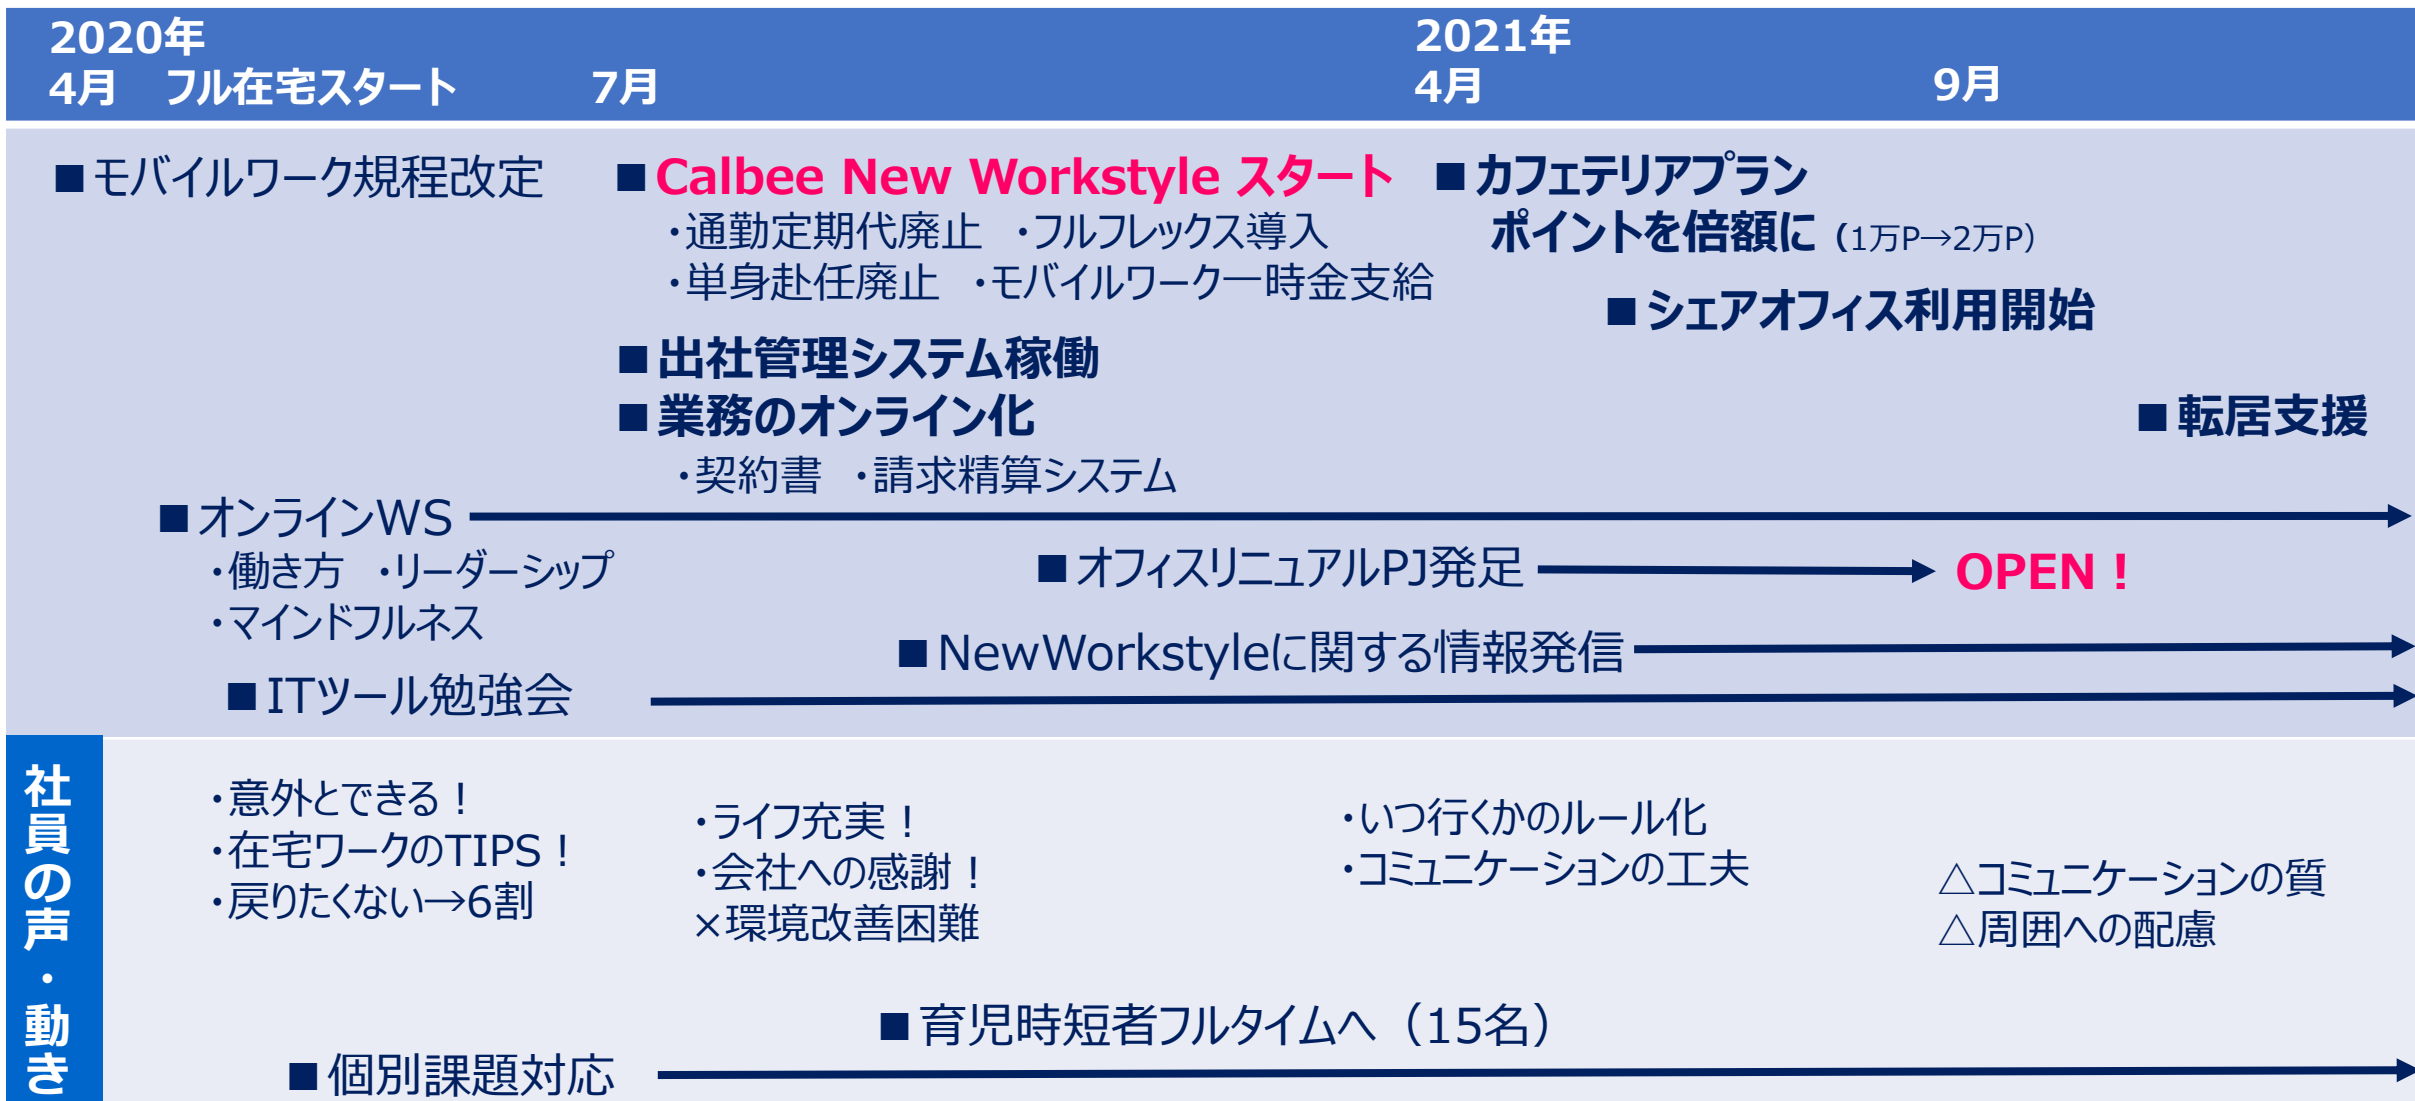 2020年
4月 フル在宅スタート 7月
2021年
4月 9月
■モバイルワーク規程改定
■Calbee New Workstyle スタート
・通勤定期代廃止 ・フルフレックス導入
・単身赴任廃止 ・モバイルワーク一時金支給
■出社管理システム稼働
■業務のオンライン化
・契約書 ・請求精算システム
■カフェテリアプラン
ポイントを倍額に（1万P→2万P）
■シェアオフィス利用開始
■転居支援
■オンラインWS
・働き方 ・リーダーシップ
・マインドフルネス
■オフィスリニュアルPJ発足
OPEN！
■NewWorkstyleに関する情報発信
■ITツール勉強会
社員の声・動き
・意外とできる！
・在宅ワークのTIPS！
・戻りたくない→6割
・ライフ充実！
・会社への感謝！
×環境改善困難
・いつ行くかのルール化
・コミュニケーションの工夫
△コミュニケーションの質
△周囲への配慮
■育児時短者フルタイムへ（15名）
■個別課題対応